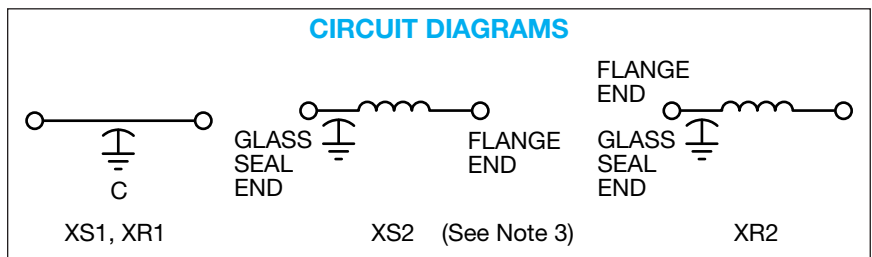 CIRCUIT DIAGRAMS
C
XS1, XR1
GLASS
SEAL
END
FLANGE
END
XS2 (See Note 3)
FLANGE
END
GLASS
SEAL
END
XR2